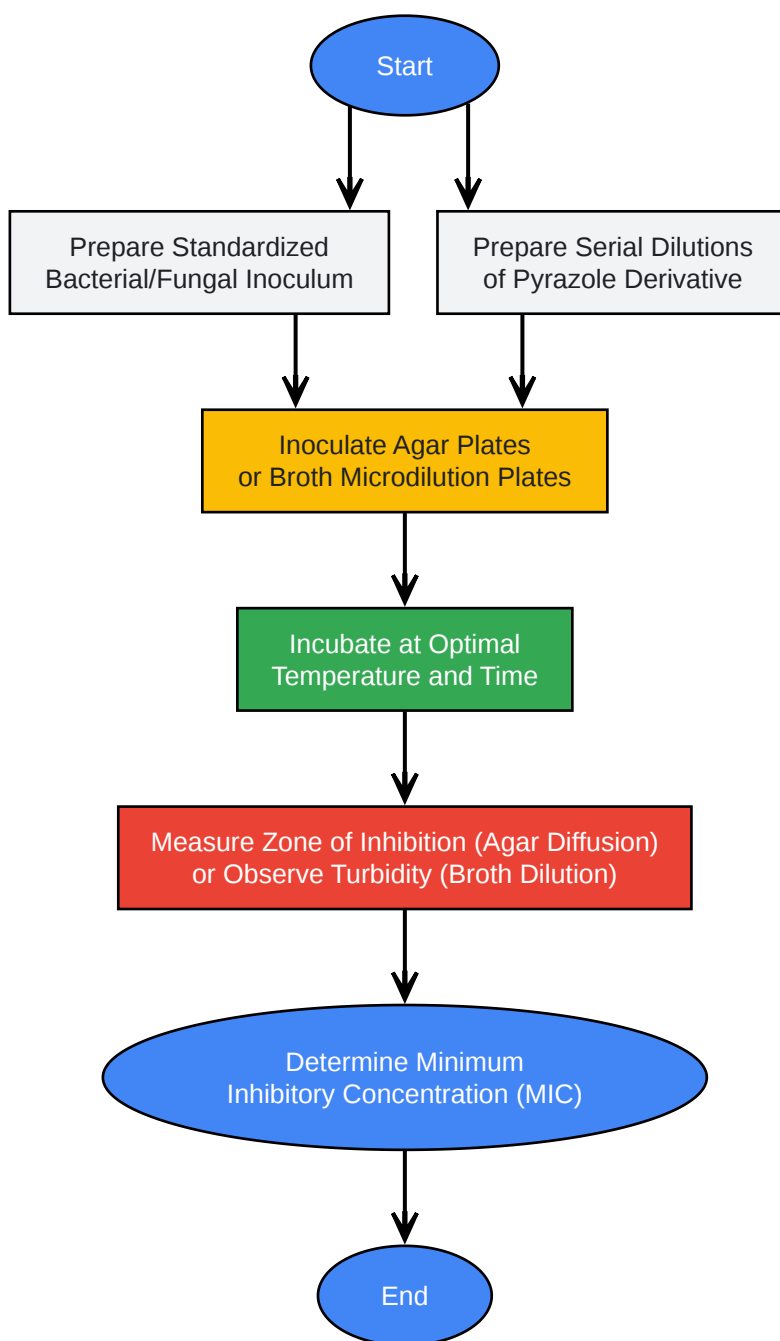 Start
Prepare Standardized
Bacterial/Fungal Inoculum
Prepare Serial Dilutions
of Pyrazole Derivative
Inoculate Agar Plates
or Broth Microdilution Plates
Incubate at Optimal
Temperature and Time
Measure Zone of Inhibition (Agar Diffusion)
or Observe Turbidity (Broth Dilution)
Determine Minimum
Inhibitory Concentration (MIC)
End